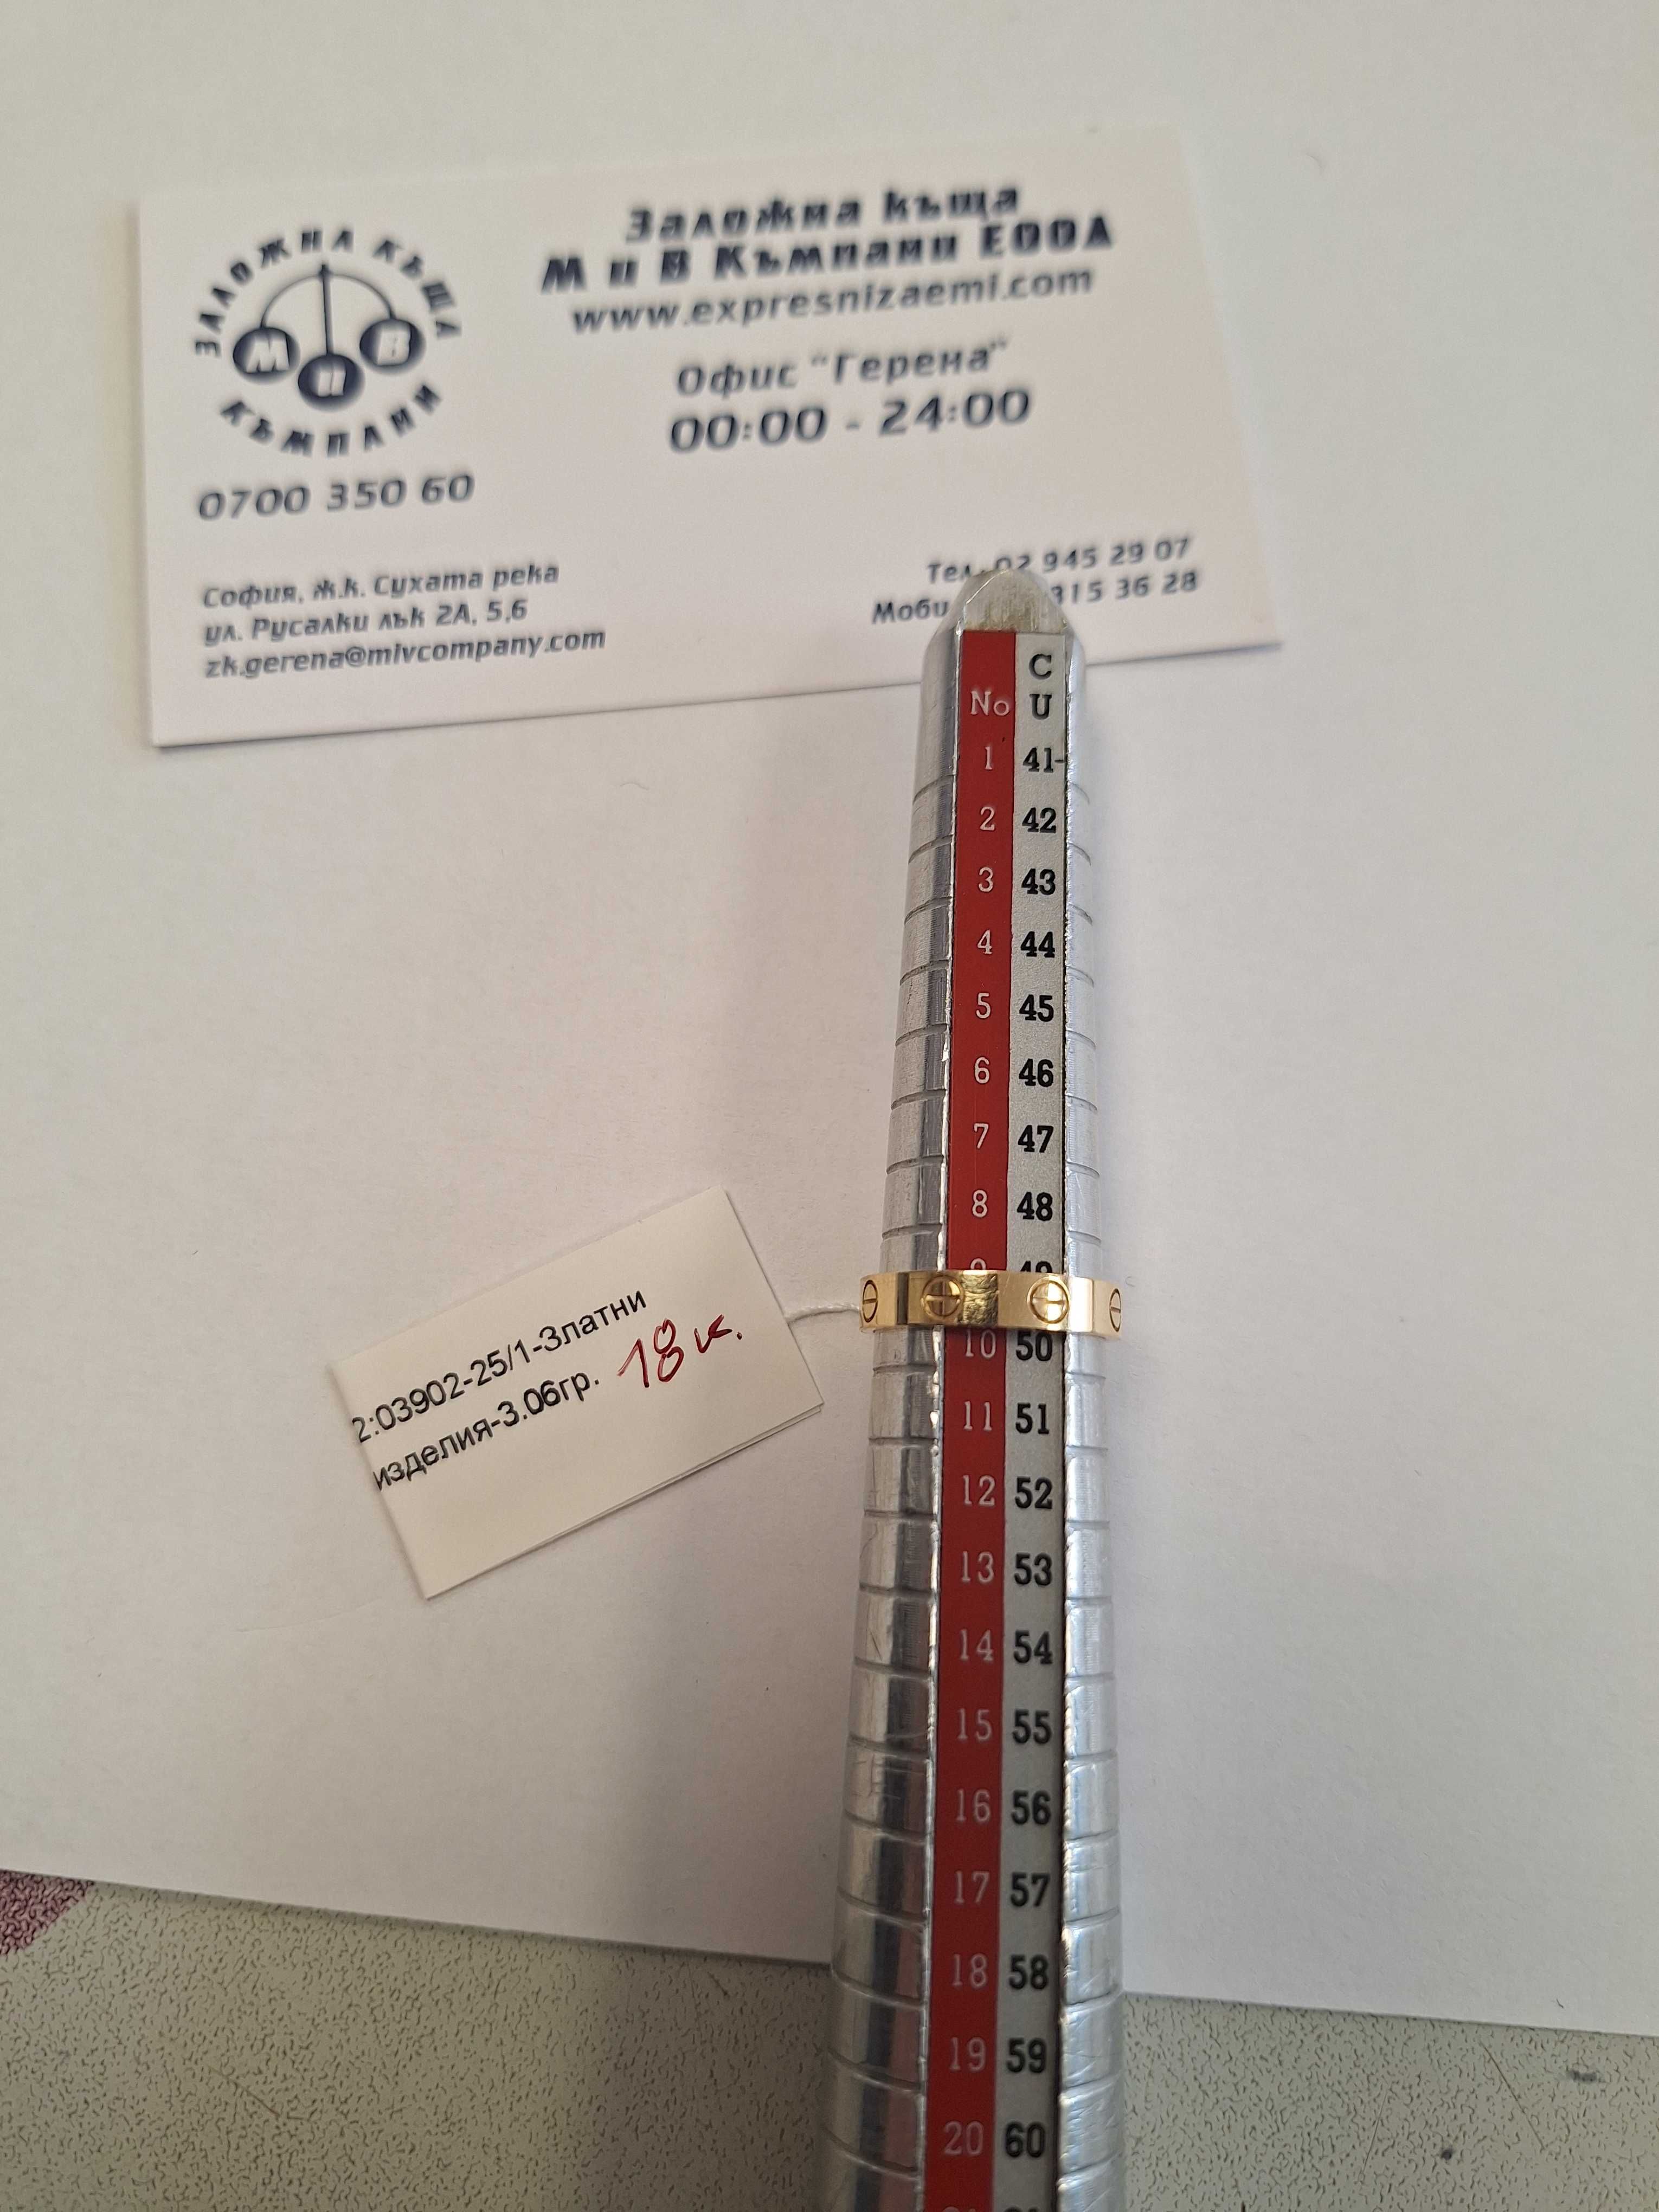 ЗАЛОЖНА КЪЩА
М и В
КЪМПАНИ
0700 350 60
Заложна къща
М и В Къмпани ЕООД
www.expresnizaemi.com
Офис "Герена"
00:00 - 24:00
София, ж.к. Сухата река
ул. Русалки лък 2А, 5,6
zk.gerena@mivcompany.com
Тел. 02 945 29 07
315 36 28
C
No U
1 41-
2 42
3 43
4 44
5 45
6 46
7 47
8 48
9 49
10 50
11 51
12 52
13 53
14 54
15 55
16 56
17 57
18 58
19 59
20 60
2:03902-25/1-Златни
изделия-3.06гр. 18к.